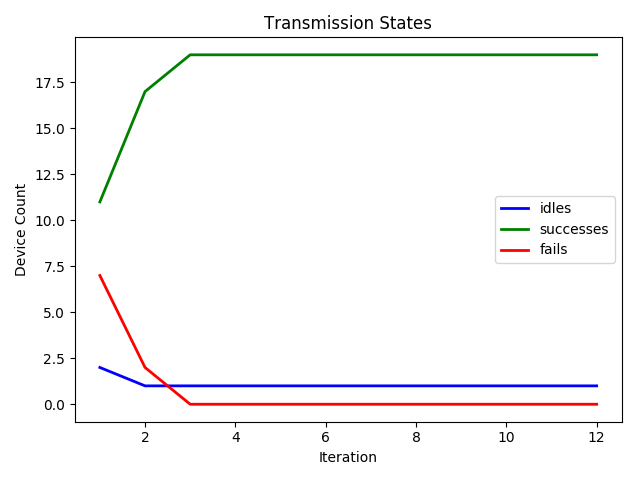 Transmission States
Device Count
17.5
15.0
12.5
10.0
7.5
5.0
2.5
0.0
idles
successes
fails
2 4 6 8 10 12
Iteration